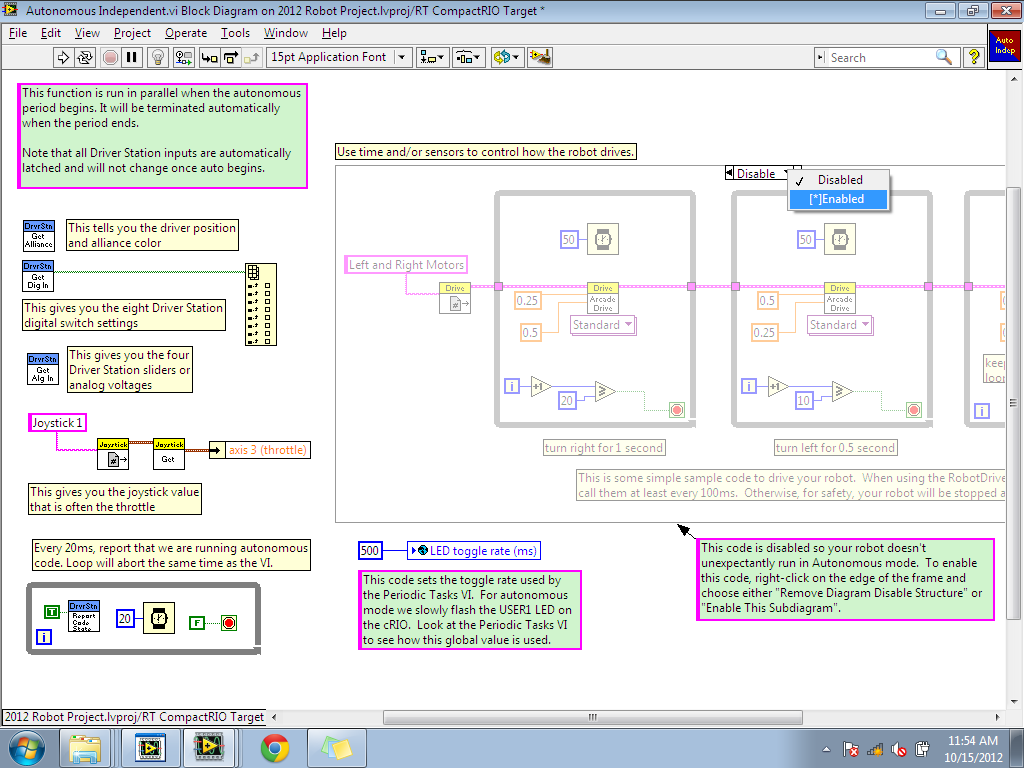 Autonomous Independent.vi Block Diagram on 2012 Robot Project.lvproj/RT CompactRIO Target *
File Edit View Project Operate Tools Window Help
15pt Application Font
Search
Auto
Indep
This function is run in parallel when the autonomous
period begins. It will be terminated automatically
when the period ends.
Note that all Driver Station inputs are automatically
latched and will not change once auto begins.
DrvrStn
Get
Alliance
This tells you the driver position
and alliance color
DrvrStn
Get
Dig In
This gives you the eight Driver Station
digital switch settings
DrvrStn
Get
Alg In
This gives you the four
Driver Station sliders or
analog voltages
Joystick 1
Joystick
Joystick
Get
axis 3 (throttle)
This gives you the joystick value
that is often the throttle
Every 20ms, report that we are running autonomous
code. Loop will abort the same time as the VI.
T
DrvrStn
Report
Code
State
20
F
i
Use time and/or sensors to control how the robot drives.
Disable
Disabled
[*]Enabled
Left and Right Motors
Drive
50
0.25
0.5
Drive
Arcade
Drive
Standard
i
+1
20
≥
turn right for 1 second
50
0.5
0.25
Drive
Arcade
Drive
Standard
i
+1
10
≥
turn left for 0.5 second
keep
loop
i
This is some simple sample code to drive your robot. When using the RobotDrive
call them at least every 100ms. Otherwise, for safety, your robot will be stopped a
500
LED toggle rate (ms)
This code sets the toggle rate used by
the Periodic Tasks VI. For autonomous
mode we slowly flash the USER1 LED on
the cRIO. Look at the Periodic Tasks VI
to see how this global value is used.
This code is disabled so your robot doesn't
unexpectantly run in Autonomous mode. To enable
this code, right-click on the edge of the frame and
choose either "Remove Diagram Disable Structure" or
"Enable This Subdiagram".
2012 Robot Project.lvproj/RT CompactRIO Target
11:54 AM
10/15/2012